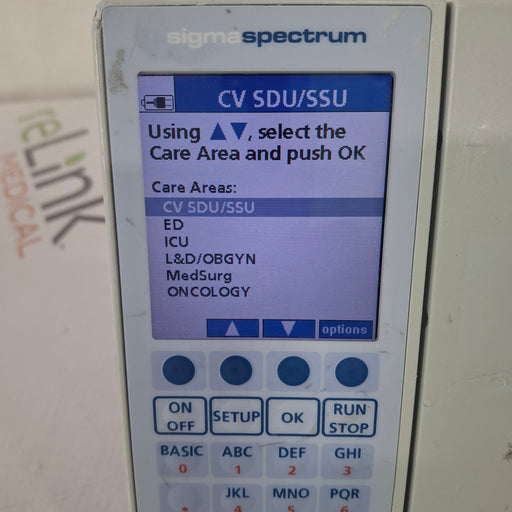 sigmaspectrum
CV SDU/SSU
Using ▲▼, select the
Care Area and push OK
Care Areas:
CV SDU/SSU
ED
ICU
L&D/OBGYN
MedSurg
ONCOLOGY
options
ON
OFF
SETUP
OK
RUN
STOP
BASIC ABC DEF GHI
0 1 2 3
JKL MNO PQR
. 4 5 6
reLink
MEDICAL